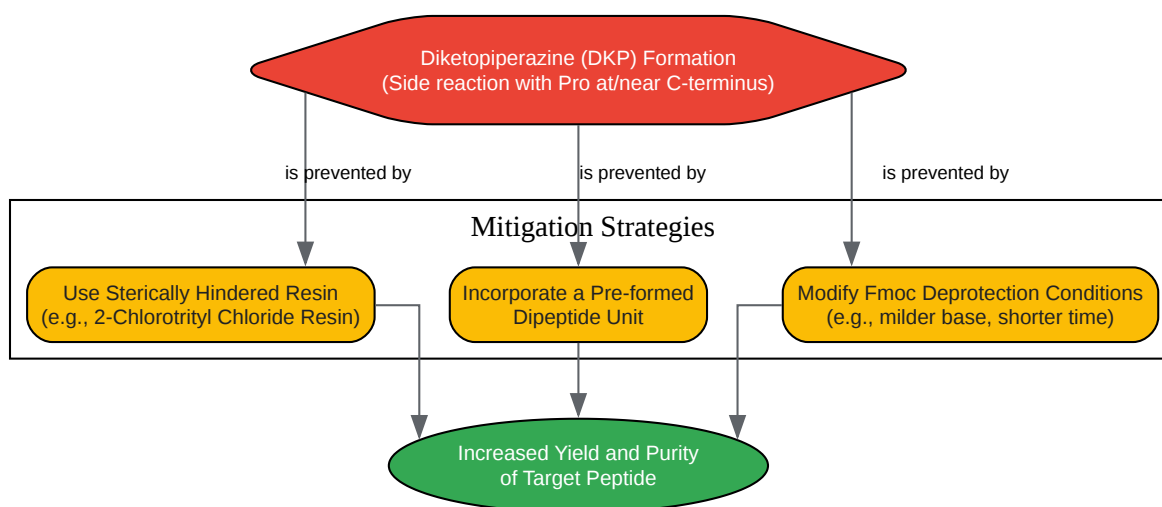 Diketopiperazine (DKP) Formation
(Side reaction with Pro at/near C-terminus)
is prevented by
is prevented by
is prevented by
Mitigation Strategies
Use Sterically Hindered Resin
(e.g., 2-Chlorotrityl Chloride Resin)
Incorporate a Pre-formed
Dipeptide Unit
Modify Fmoc Deprotection Conditions
(e.g., milder base, shorter time)
Increased Yield and Purity
of Target Peptide